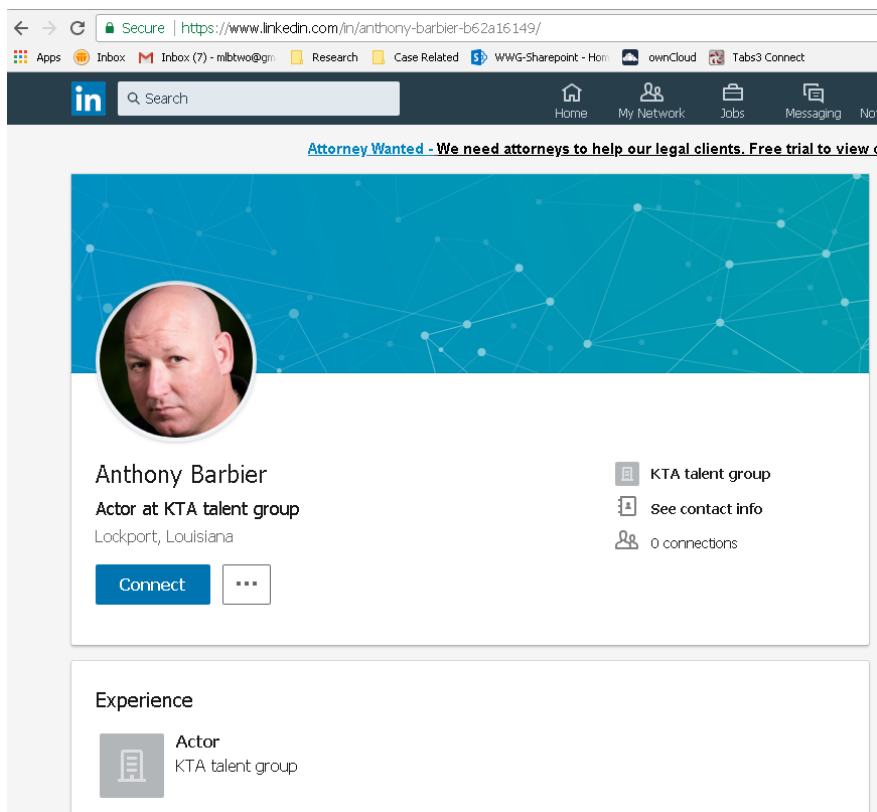 Secure | https://www.linkedin.com/in/anthony-barbier-b62a16149/
Apps Inbox Inbox (7) - mlbtwo@gm Research Case Related WWG-Sharepoint - Hom ownCloud Tabs3 Connect
in Search Home My Network Jobs Messaging No
Attorney Wanted - We need attorneys to help our legal clients. Free trial to view
Anthony Barbier
KTA talent group
Actor at KTA talent group
See contact info
Lockport, Louisiana
0 connections
Connect
Experience
Actor
KTA talent group